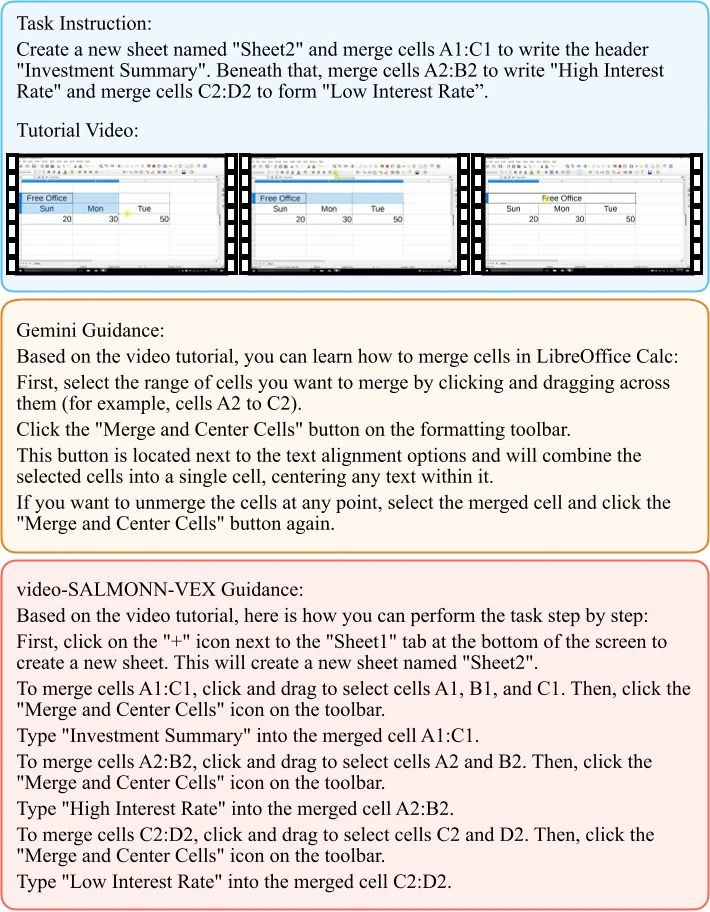 Task Instruction:
Create a new sheet named "Sheet2" and merge cells A1:C1 to write the header
"Investment Summary". Beneath that, merge cells A2:B2 to write "High Interest
Rate" and merge cells C2:D2 to form "Low Interest Rate”.
Tutorial Video:
Free Office
Sun Mon Tue
20 30 50
Free Office
Sun Mon Tue
20 30 50
Free Office
Sun Mon Tue
20 30 50
Gemini Guidance:
Based on the video tutorial, you can learn how to merge cells in LibreOffice Calc:
First, select the range of cells you want to merge by clicking and dragging across
them (for example, cells A2 to C2).
Click the "Merge and Center Cells" button on the formatting toolbar.
This button is located next to the text alignment options and will combine the
selected cells into a single cell, centering any text within it.
If you want to unmerge the cells at any point, select the merged cell and click the
"Merge and Center Cells" button again.
video-SALMONN-VEX Guidance:
Based on the video tutorial, here is how you can perform the task step by step:
First, click on the "+" icon next to the "Sheet1" tab at the bottom of the screen to
create a new sheet. This will create a new sheet named "Sheet2".
To merge cells A1:C1, click and drag to select cells A1, B1, and C1. Then, click the
"Merge and Center Cells" icon on the toolbar.
Type "Investment Summary" into the merged cell A1:C1.
To merge cells A2:B2, click and drag to select cells A2 and B2. Then, click the
"Merge and Center Cells" icon on the toolbar.
Type "High Interest Rate" into the merged cell A2:B2.
To merge cells C2:D2, click and drag to select cells C2 and D2. Then, click the
"Merge and Center Cells" icon on the toolbar.
Type "Low Interest Rate" into the merged cell C2:D2.